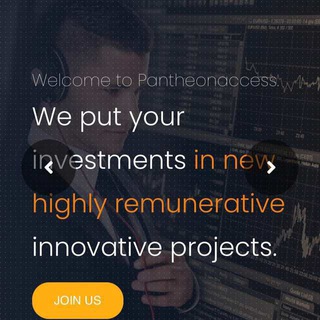 Welcome to Pantheonaccess.
We put your
investments in new
highly remunerative
innovative projects.
JOIN US